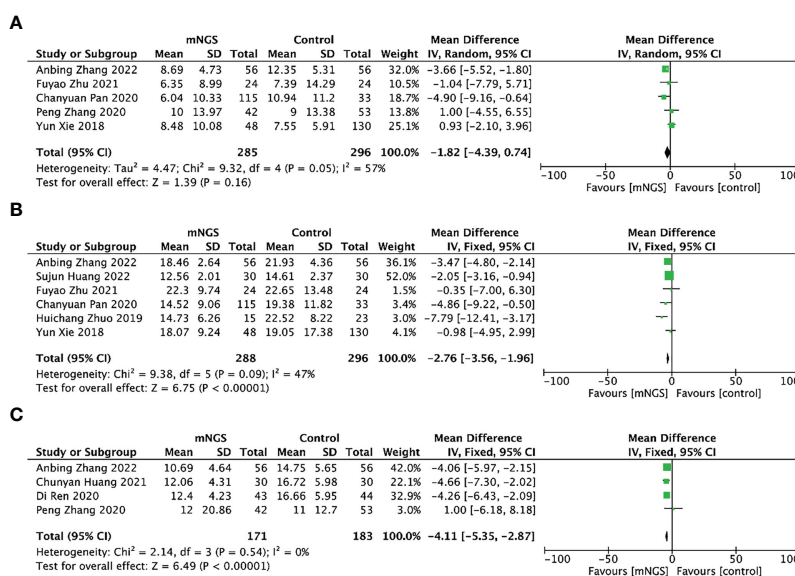 A
mNGS Control Mean Difference Mean Difference
Study or Subgroup Mean SD Total Mean SD Total Weight IV, Random, 95% CI IV, Random, 95% CI
Anbing Zhang 2022 8.69 4.73 56 12.35 5.31 56 32.0% -3.66 [-5.52, -1.80]
Fuyao Zhu 2021 6.35 8.99 24 7.39 14.29 24 10.5% -1.04 [-7.79, 5.71]
Chanyuan Pan 2020 6.04 10.33 115 10.94 11.2 33 18.7% -4.90 [-9.16, -0.64]
Peng Zhang 2020 10 13.97 42 9 13.38 53 13.6% 1.00 [-4.55, 6.55]
Yun Xie 2018 8.48 10.08 48 7.55 5.91 130 25.1% 0.93 [-2.10, 3.96]
Total (95% CI) 285 296 100.0% -1.82 [-4.39, 0.74]
Heterogeneity: Tau² = 4.47; Chi² = 9.32, df = 4 (P = 0.05); I² = 57%
Test for overall effect: Z = 1.39 (P = 0.16)
-100 -50 0 50 100
Favours [mNGS] Favours [control]
B
mNGS Control Mean Difference Mean Difference
Study or Subgroup Mean SD Total Mean SD Total Weight IV, Fixed, 95% CI IV, Fixed, 95% CI
Anbing Zhang 2022 18.46 2.64 56 21.93 4.36 56 36.1% -3.47 [-4.80, -2.14]
Sujun Huang 2022 12.56 2.01 30 14.61 2.37 30 52.0% -2.05 [-3.16, -0.94]
Fuyao Zhu 2021 22.3 9.74 24 22.65 13.48 24 1.5% -0.35 [-7.00, 6.30]
Chanyuan Pan 2020 14.52 9.06 115 19.38 11.82 33 3.4% -4.86 [-9.22, -0.50]
Huichang Zhuo 2019 14.73 6.26 15 22.52 8.22 23 3.0% -7.79 [-12.41, -3.17]
Yun Xie 2018 18.07 9.24 48 19.05 17.38 130 4.1% -0.98 [-4.95, 2.99]
Total (95% CI) 288 296 100.0% -2.76 [-3.56, -1.96]
Heterogeneity: Chi² = 9.38, df = 5 (P = 0.09); I² = 47%
Test for overall effect: Z = 6.75 (P < 0.00001)
-100 -50 0 50 100
Favours [mNGS] Favours [control]
C
mNGS Control Mean Difference Mean Difference
Study or Subgroup Mean SD Total Mean SD Total Weight IV, Fixed, 95% CI IV, Fixed, 95% CI
Anbing Zhang 2022 10.69 4.64 56 14.75 5.65 56 42.0% -4.06 [-5.97, -2.15]
Chunyan Huang 2021 12.06 4.31 30 16.72 5.98 30 22.1% -4.66 [-7.30, -2.02]
Di Ren 2020 12.4 4.23 43 16.66 5.95 44 32.9% -4.26 [-6.43, -2.09]
Peng Zhang 2020 12 20.86 42 11 12.7 53 3.0% 1.00 [-6.18, 8.18]
Total (95% CI) 171 183 100.0% -4.11 [-5.35, -2.87]
Heterogeneity: Chi² = 2.14, df = 3 (P = 0.54); I² = 0%
Test for overall effect: Z = 6.49 (P < 0.00001)
-100 -50 0 50 100
Favours [mNGS] Favours [control]